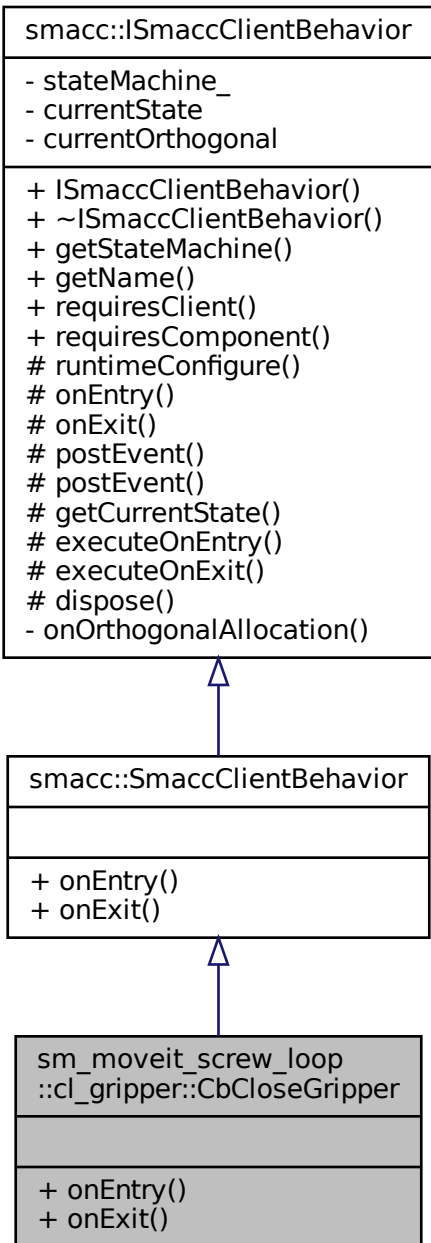 smacc::ISmaccClientBehavior
- stateMachine_
- currentState
- currentOrthogonal
+ ISmaccClientBehavior()
+ ~ISmaccClientBehavior()
+ getStateMachine()
+ getName()
+ requiresClient()
+ requiresComponent()
# runtimeConfigure()
# onEntry()
# onExit()
# postEvent()
# postEvent()
# getCurrentState()
# executeOnEntry()
# executeOnExit()
# dispose()
- onOrthogonalAllocation()
smacc::SmaccClientBehavior
+ onEntry()
+ onExit()
sm_moveit_screw_loop
::cl_gripper::CbCloseGripper
+ onEntry()
+ onExit()